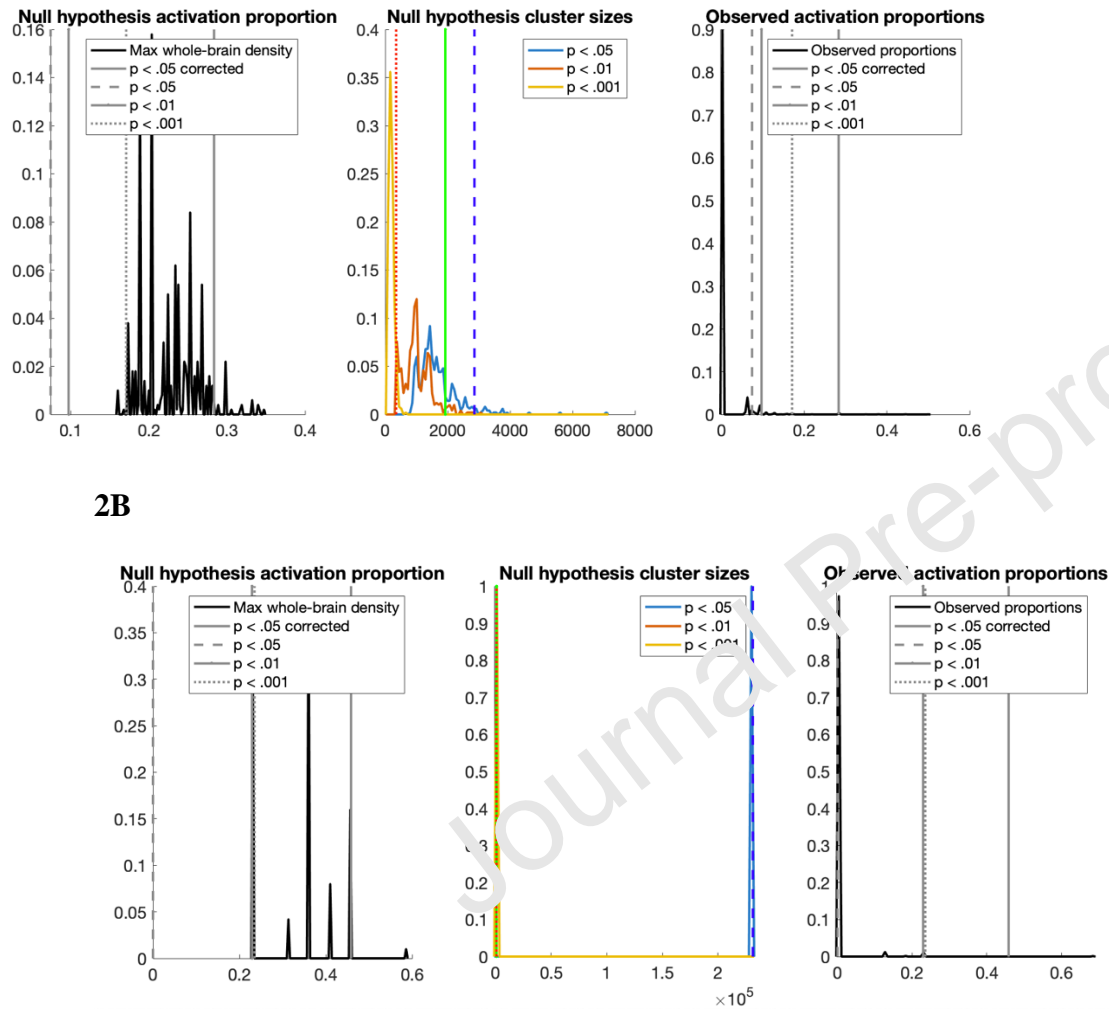 Null hypothesis activation proportion
0.16
0.14
0.12
0.1
0.08
0.06
0.04
0.02
0
0.1
0.2
0.3
0.4
Max whole-brain density
p < .05 corrected
p < .05
p < .01
p < .001
Null hypothesis cluster sizes
0.4
0.35
0.3
0.25
0.2
0.15
0.1
0.05
0
0
2000
4000
6000
8000
p < .05
p < .01
p < .001
Observed activation proportions
0.9
0.8
0.7
0.6
0.5
0.4
0.3
0.2
0.1
0
0
0.2
0.4
0.6
Observed proportions
p < .05 corrected
p < .05
p < .01
p < .001
2B
Null hypothesis activation proportion
0.4
0.35
0.3
0.25
0.2
0.15
0.1
0.05
0
0
0.2
0.4
0.6
Max whole-brain density
p < .05 corrected
p < .05
p < .01
p < .001
Null hypothesis cluster sizes
1
0.9
0.8
0.7
0.6
0.5
0.4
0.3
0.2
0.1
0
0
0.5
1
1.5
2
×10⁵
p < .05
p < .01
p < .001
Observed activation proportions
1
0.9
0.8
0.7
0.6
0.5
0.4
0.3
0.2
0.1
0
0
0.2
0.4
0.6
Observed proportions
p < .05 corrected
p < .05
p < .01
p < .001
Journal Pre-pro